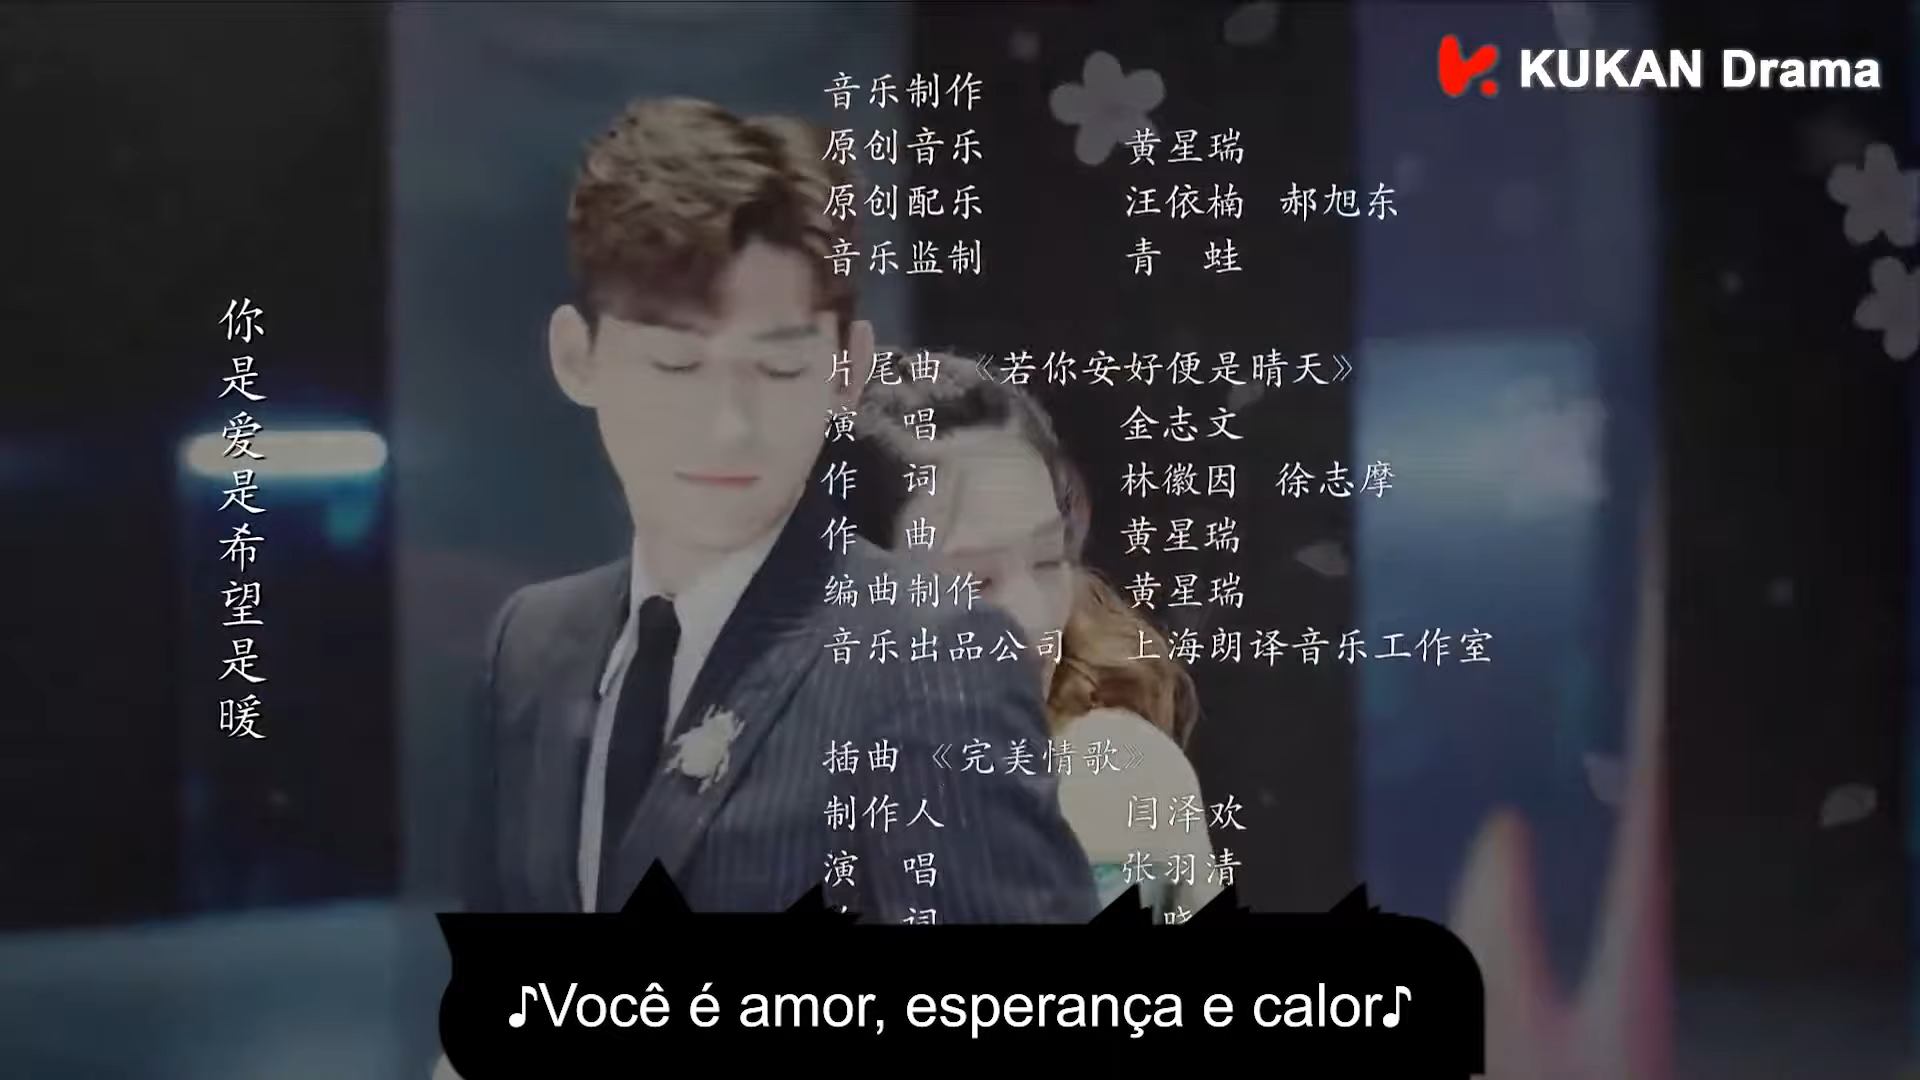 KUKAN Drama
音乐制作
原创音乐 黄星瑞
原创配乐 汪依楠 郝旭东
音乐监制 青 蛙
片尾曲《若你安好便是晴天》
演 唱 金志文
作 词 林徽因 徐志摩
作 曲 黄星瑞
编曲制作 黄星瑞
音乐出品公司 上海朗译音乐工作室
插曲《完美情歌》
制作人 闫泽欢
演 唱 张羽清
词
你是爱是希望是暖
♪Você é amor, esperança e calor♪